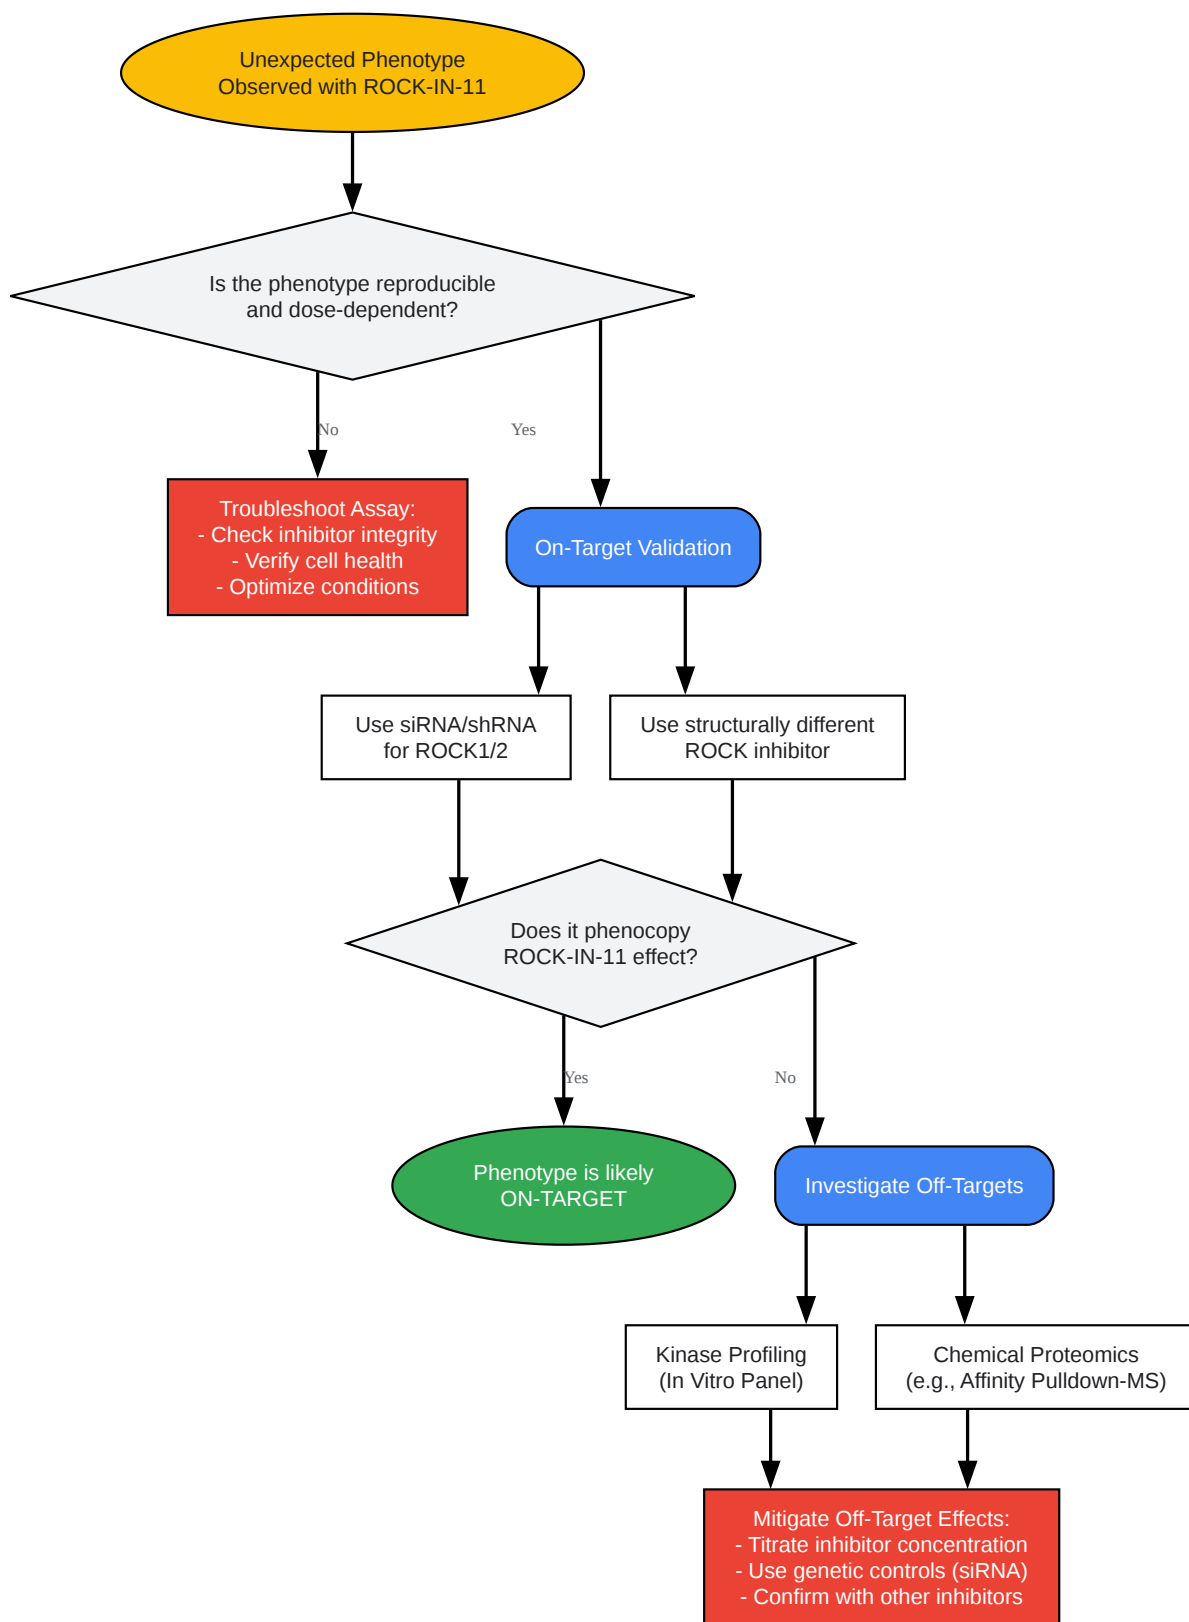 Unexpected Phenotype
Observed with ROCK-IN-11
Is the phenotype reproducible
and dose-dependent?
No
Yes
Troubleshoot Assay:
- Check inhibitor integrity
- Verify cell health
- Optimize conditions
On-Target Validation
Use siRNA/shRNA
for ROCK1/2
Use structurally different
ROCK inhibitor
Does it phenocopy
ROCK-IN-11 effect?
Yes
No
Phenotype is likely
ON-TARGET
Investigate Off-Targets
Kinase Profiling
(In Vitro Panel)
Chemical Proteomics
(e.g., Affinity Pulldown-MS)
Mitigate Off-Target Effects:
- Titrate inhibitor concentration
- Use genetic controls (siRNA)
- Confirm with other inhibitors